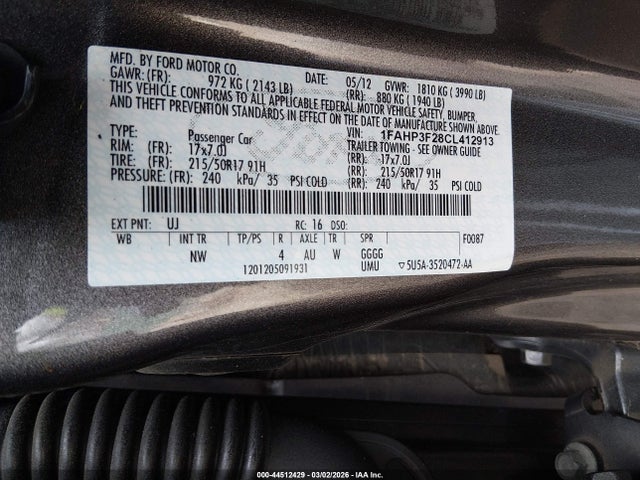 MFD. BY FORD MOTOR CO. DATE: 05/12 GVWR: 1810 KG ( 3990 LB)
GAWR: (FR): 972 KG ( 2143 LB) (RR): 880 KG ( 1940 LB)
THIS VEHICLE CONFORMS TO ALL APPLICABLE FEDERAL MOTOR VEHICLE SAFETY, BUMPER,
AND THEFT PREVENTION STANDARDS IN EFFECT ON THE DATE OF MANUFACTURE SHOWN ABOVE.
VIN: 1FAHP3F28CL412913
TYPE: Passenger Car TRAILER TOWING - SEE OWNER GUIDE
RIM: (FR): 17x7.0J (RR): -17x7.0J
TIRE: (FR): 215/50R17 91H (RR): 215/50R17 91H
PRESSURE: (FR): 240 kPa/ 35 PSI COLD (RR): 240 kPa/ 35 PSI COLD
EXT PNT: UJ RC: 16 DSO: F0087
WB INT TR TP/PS R AXLE TR SPR
NW 4 AU W GGGG
1201205091931 UMU ▽5U5A-3520472-AA
000-44512429 - 03/02/2026 - IAA Inc.